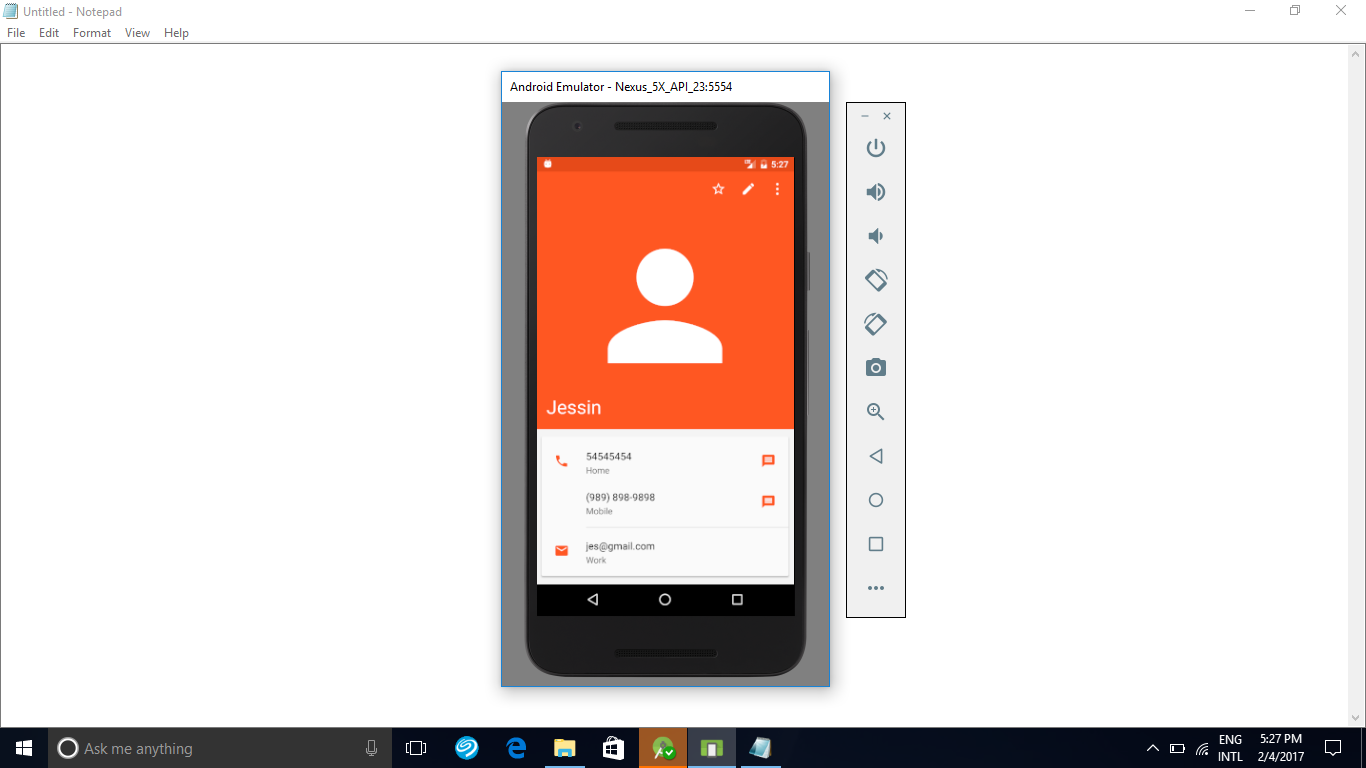 Untitled - Notepad
File Edit Format View Help
Android Emulator - Nexus_5X_API_23:5554
5:27
Jessin
54545454
Home
(989) 898-9898
Mobile
jes@gmail.com
Work
Ask me anything
ENG
INTL
5:27 PM
2/4/2017